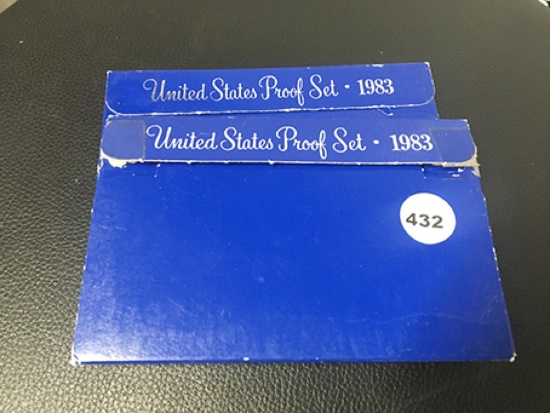 United States Proof Set · 1983
United States Proof Set · 1983
432